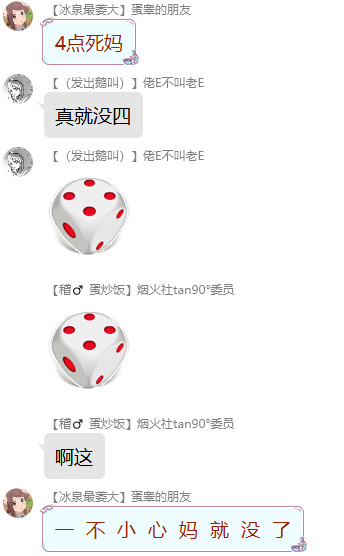 【冰泉最萎大】蛋睾的朋友
4点死妈
【（发出鵝叫）】佬E不叫老E
真就没四
【（发出鵝叫）】佬E不叫老E
【稽♂ 蛋炒饭】烟火社tan90°委员
【稽♂ 蛋炒饭】烟火社tan90°委员
啊这
【冰泉最萎大】蛋睾的朋友
一 不 小 心 妈 就 没 了